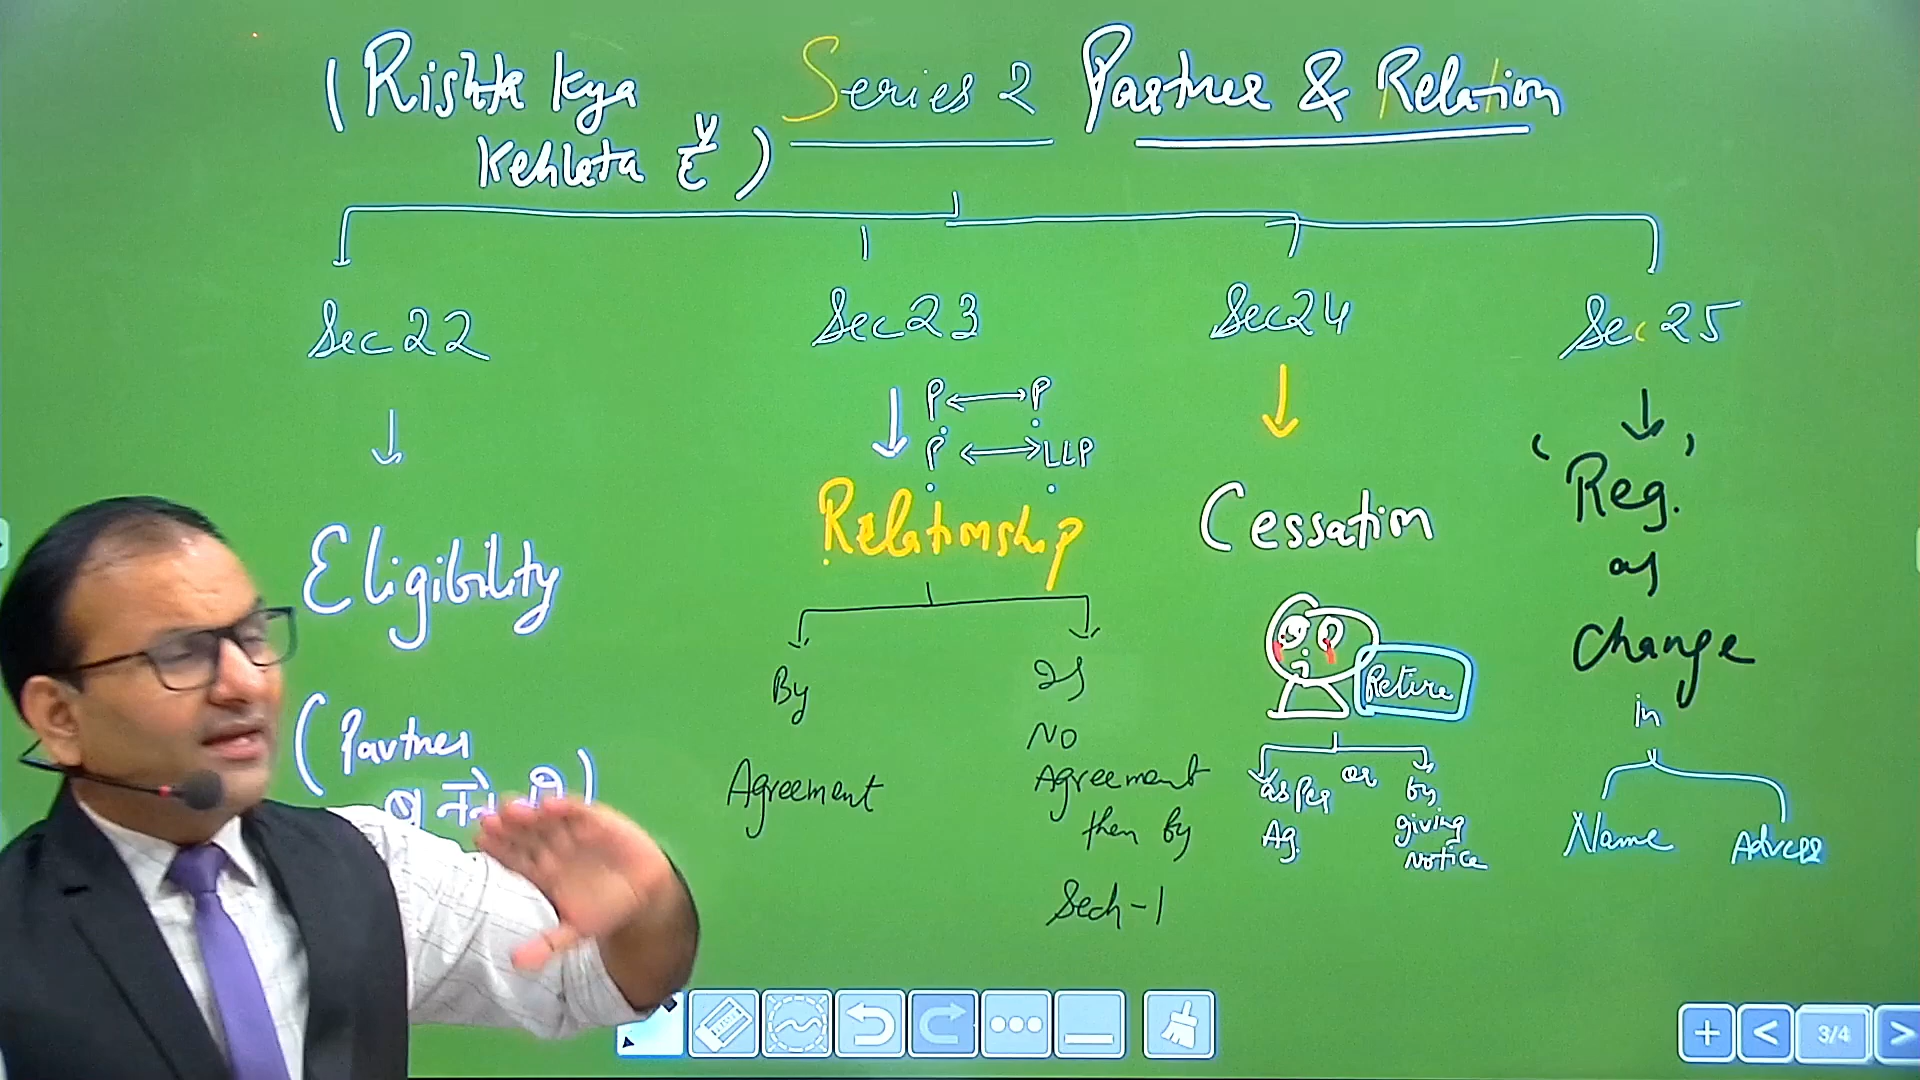 (Rishta Kya
Kehlata है)
Series 2 Partner & Relation
Sec 22
Eligibility
(Partner
Sec 23
P ↔ P
P ↔ LLP
Relationship
By
Agreement
If
No
Agreement
then by
Sch-1
Sec 24
Cessation
Retire
as per
Ag.
or
by
giving
Notice
Sec 25
'Reg.'
of
Change
in
Name
Adress
3/4